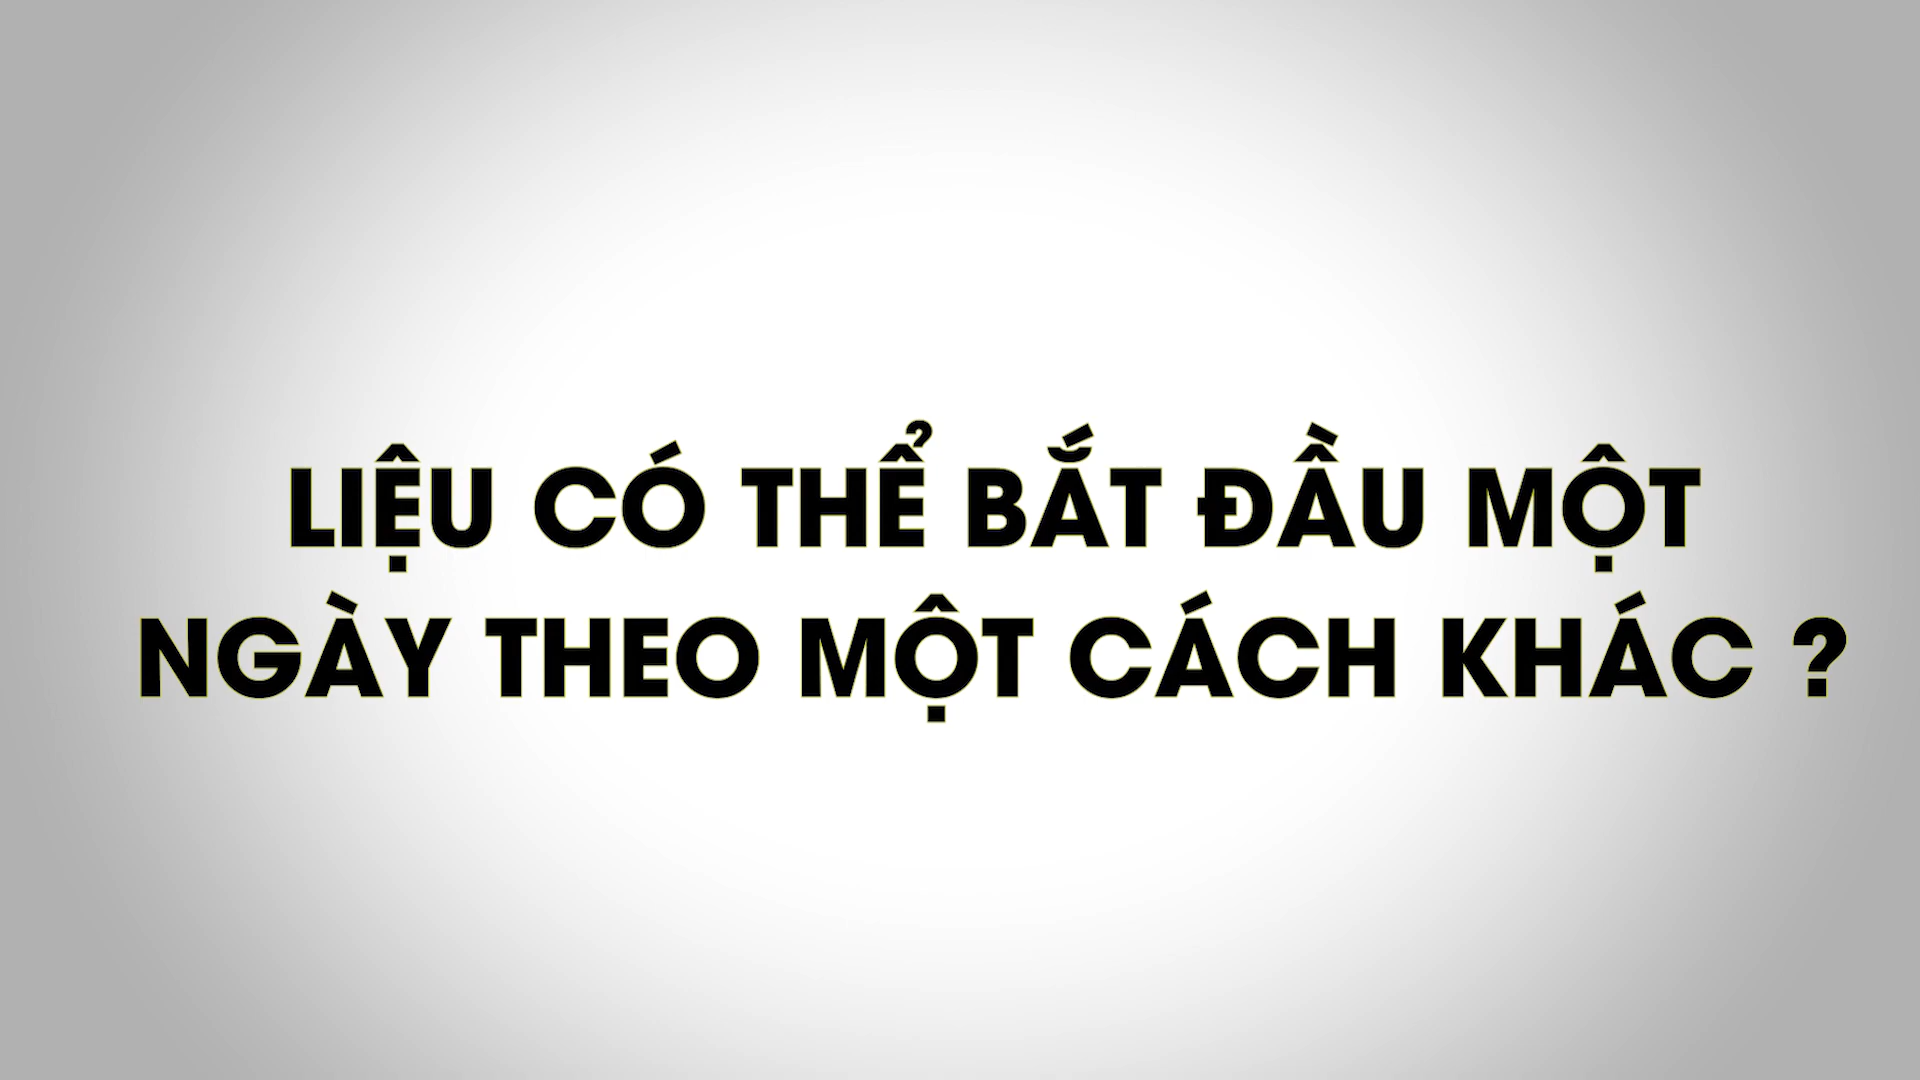 LIỆU CÓ THỂ BẮT ĐẦU MỘT
NGÀY THEO MỘT CÁCH KHÁC ?